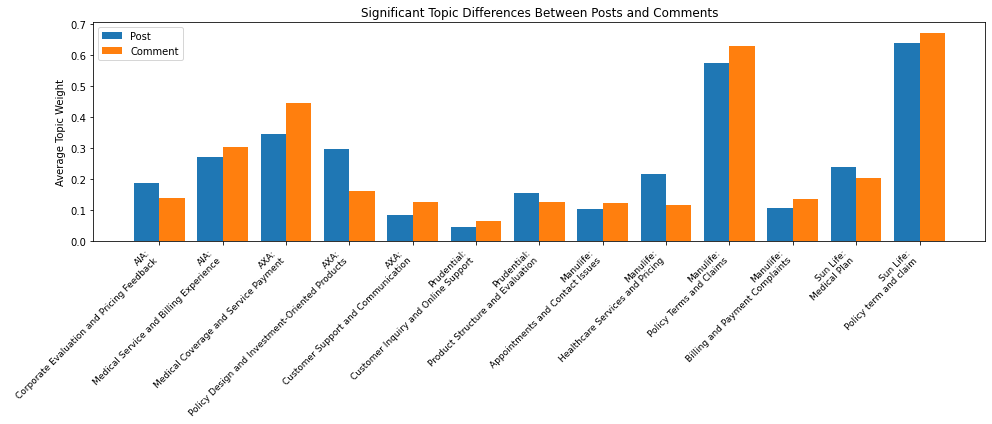 Significant Topic Differences Between Posts and Comments
Post
Comment
Average Topic Weight
0.7
0.6
0.5
0.4
0.3
0.2
0.1
0.0
AIA:
Corporate Evaluation and Pricing Feedback
AIA:
Medical Service and Billing Experience
AXA:
Medical Coverage and Service Payment
AXA:
Policy Design and Investment-Oriented Products
AXA:
Customer Support and Communication
Prudential:
Customer Inquiry and Online Support
Prudential:
Product Structure and Evaluation
Manulife:
Appointments and Contact Issues
Manulife:
Healthcare Services and Pricing
Manulife:
Policy Terms and Claims
Manulife:
Billing and Payment Complaints
Sun Life:
Medical Plan
Sun Life:
Policy term and claim